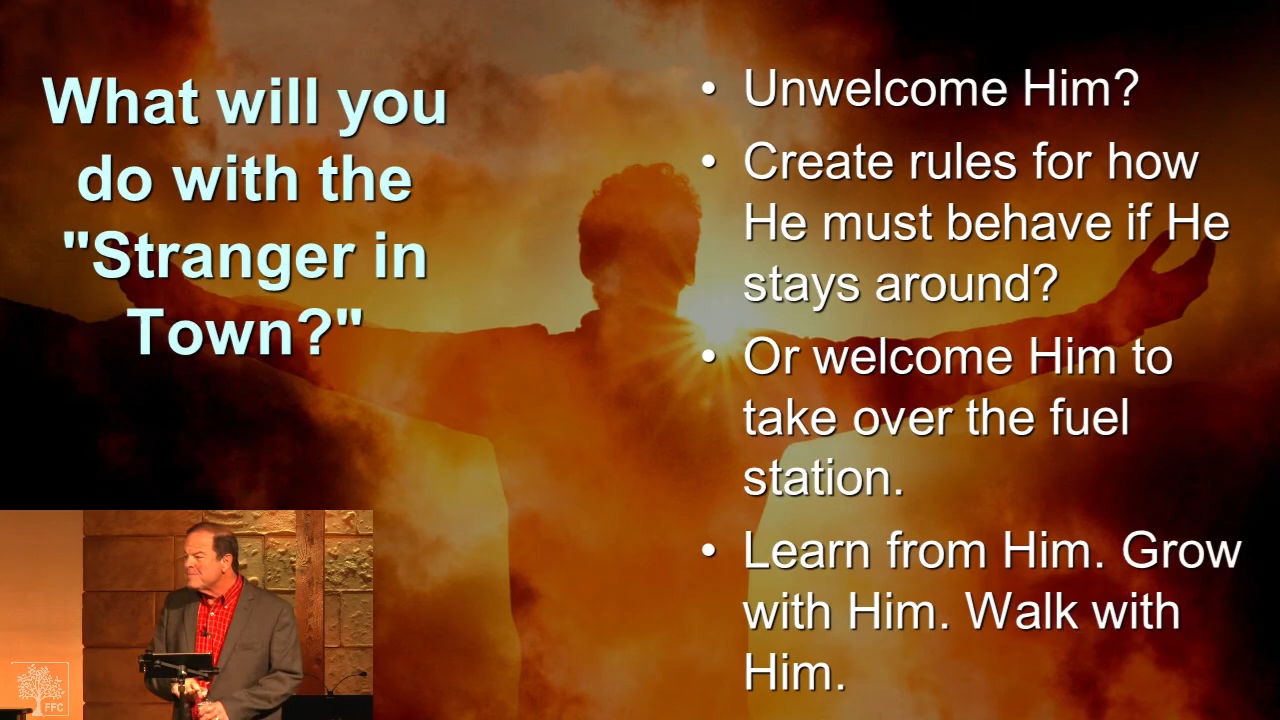 What will you
do with the
"Stranger in
Town?"
• Unwelcome Him?
• Create rules for how
He must behave if He
stays around?
• Or welcome Him to
take over the fuel
station.
• Learn from Him. Grow
with Him. Walk with
Him.
FFC